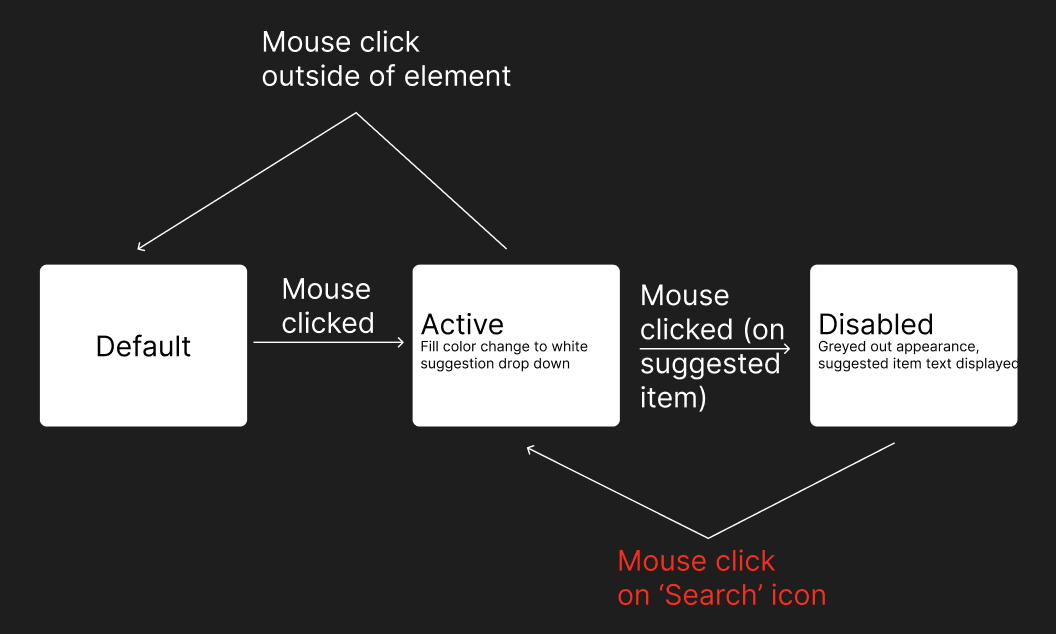 Mouse click
outside of element
Default
Mouse
clicked
Active
Fill color change to white
suggestion drop down
Mouse
clicked (on
suggested
item)
Disabled
Greyed out appearance,
suggested item text displayed
Mouse click
on ‘Search’ icon